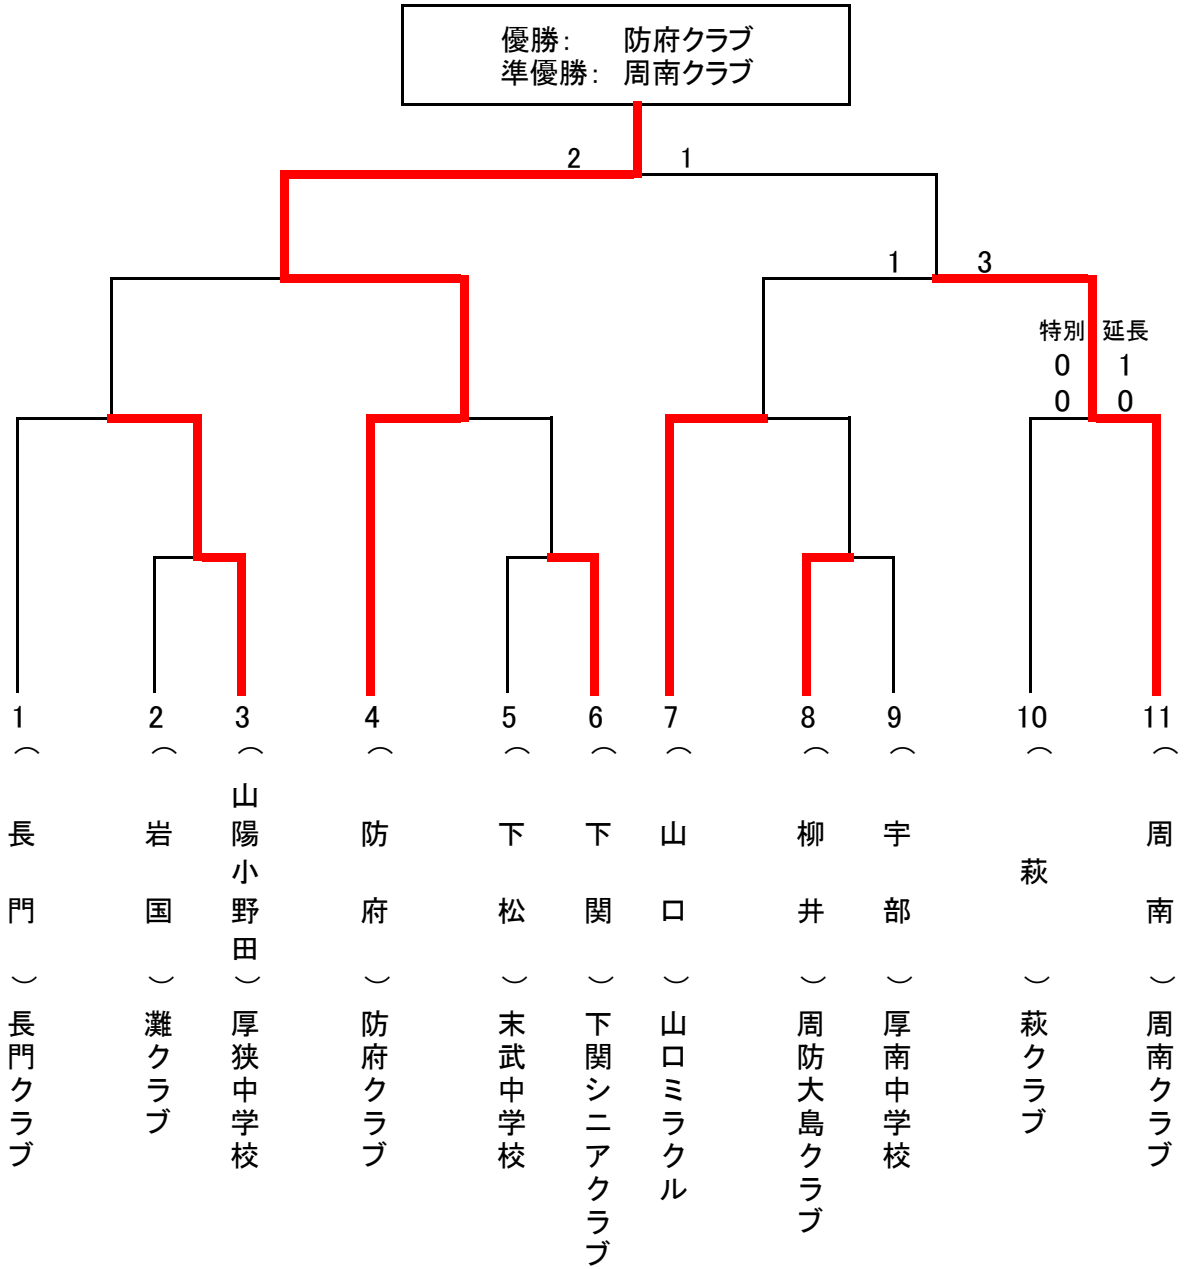 優勝： 防府クラブ
準優勝： 周南クラブ
2 1
1 3
特別 延長
0 1
0 0
1 2 3 4 5 6 7 8 9 10 11
（長門）長門クラブ
（岩国）灘クラブ
（山陽小野田）厚狭中学校
（防府）防府クラブ
（下松）末武中学校
（下関）下関シニアクラブ
（山口）山口ミラクル
（柳井）周防大島クラブ
（宇部）厚南中学校
（萩）萩クラブ
（周南）周南クラブ